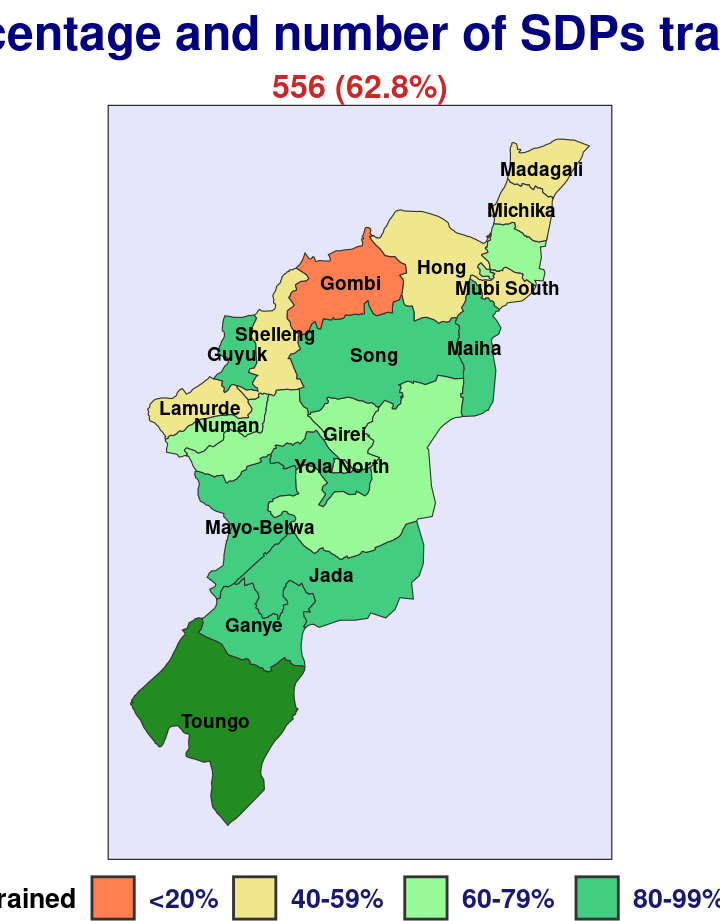 centage and number of SDPs tra
556 (62.8%)
Madagali
Michika
Hong
Gombi
Mubi South
Shelleng
Guyuk
Song
Maiha
Lamurde
Numan
Girei
Yola North
Mayo-Belwa
Jada
Ganye
Toungo
rained <20% 40-59% 60-79% 80-99%